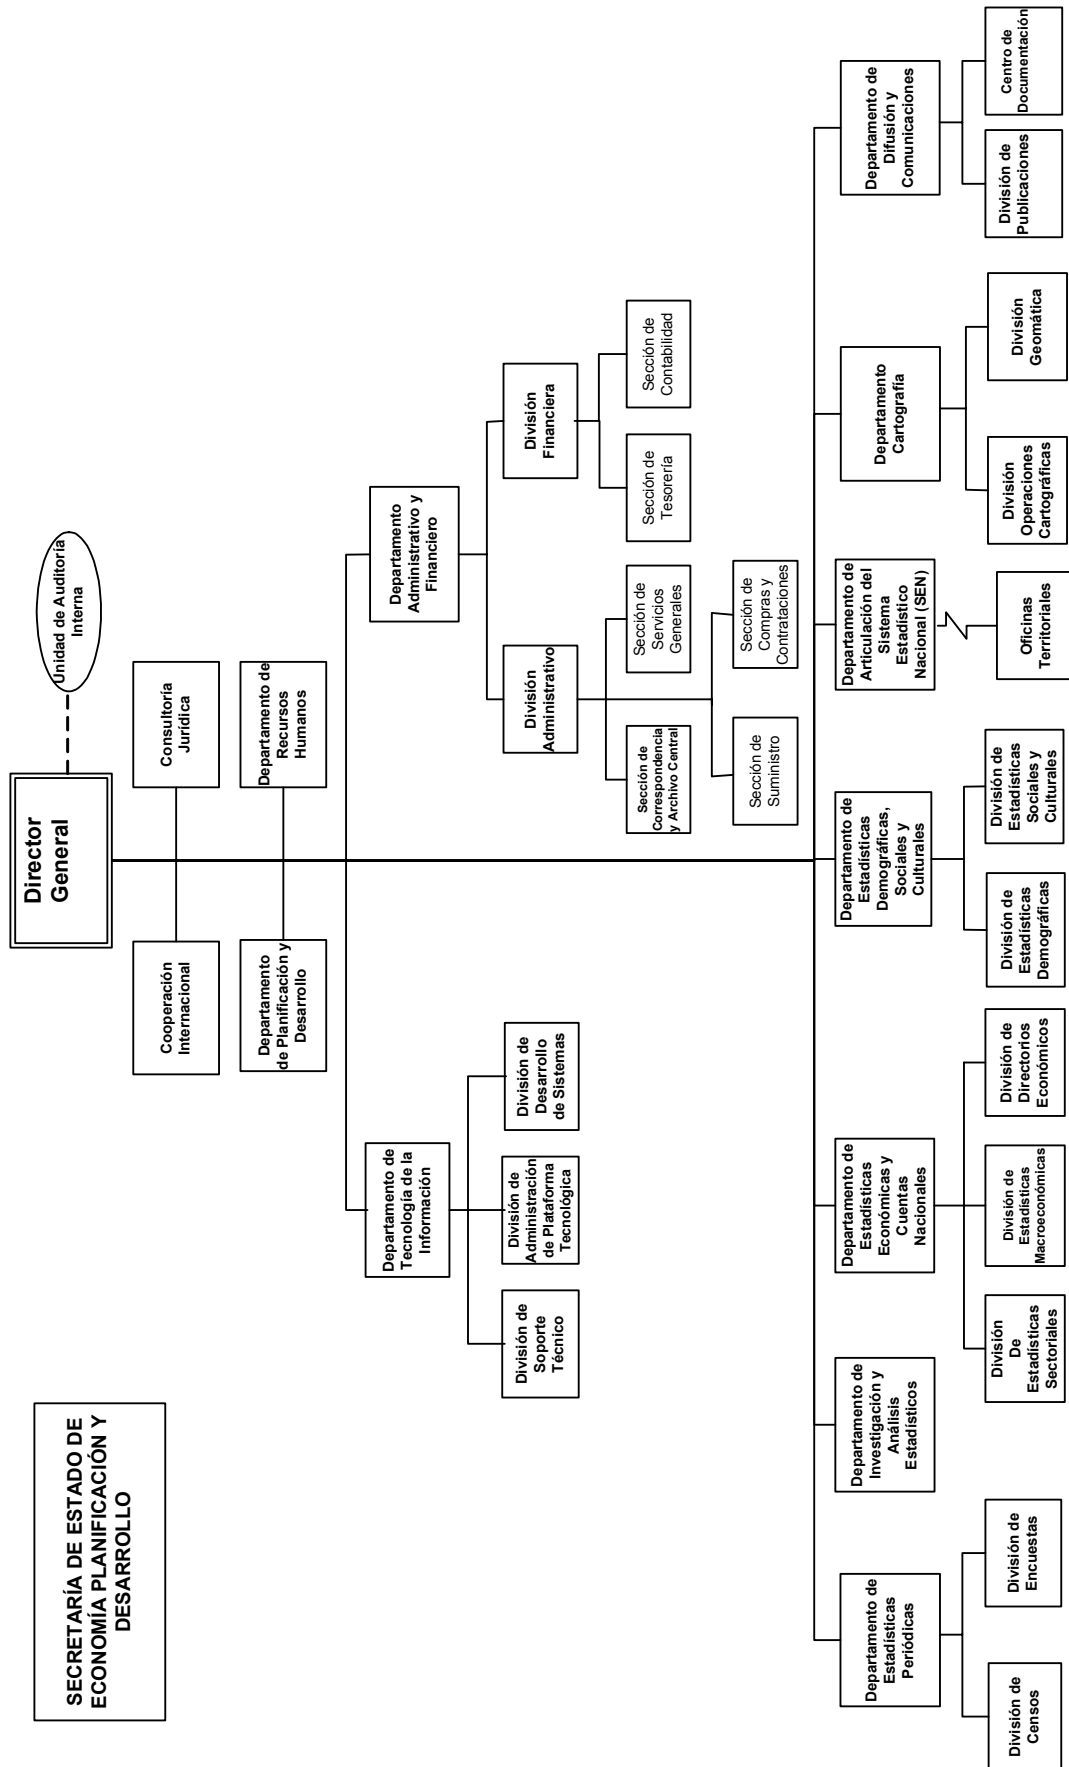 SECRETARÍA DE ESTADO DE
ECONOMÍA PLANIFICACIÓN Y
DESARROLLO
Director
General
Unidad de Auditoría
Interna
Cooperación
Internacional
Consultoría
Jurídica
Departamento
de Planificación y
Desarrollo
Departamento de
Recursos
Humanos
Departamento de
Tecnología de la
Información
Departamento
Administrativo y
Financiero
División de
Soporte
Técnico
División de
Administración
de Plataforma
Tecnológica
División de
Desarrollo
de Sistemas
División
Administrativo
División
Financiera
Sección de
Correspondencia
y Archivo Central
Sección de
Servicios
Generales
Sección de
Tesorería
Sección de
Contabilidad
Sección de
Suministro
Sección de
Compras y
Contrataciones
Departamento de
Estadísticas
Periódicas
Departamento de
Investigación y
Análisis
Estadísticos
Departamento de
Estadísticas
Económicas y
Cuentas
Nacionales
Departamento de
Estadísticas
Demográficas,
Sociales y
Culturales
Departamento de
Articulación del
Sistema
Estadístico
Nacional (SEN)
Departamento
Cartografía
Departamento de
Difusión y
Comunicaciones
División de
Censos
División de
Encuestas
División
De
Estadísticas
Sectoriales
División de
Estadísticas
Macroeconómicas
División de
Directorios
Económicos
División de
Estadísticas
Demográficas
División de
Estadísticas
Sociales y
Culturales
Oficinas
Territoriales
División
Operaciones
Cartográficas
División
Geomática
División de
Publicaciones
Centro de
Documentación